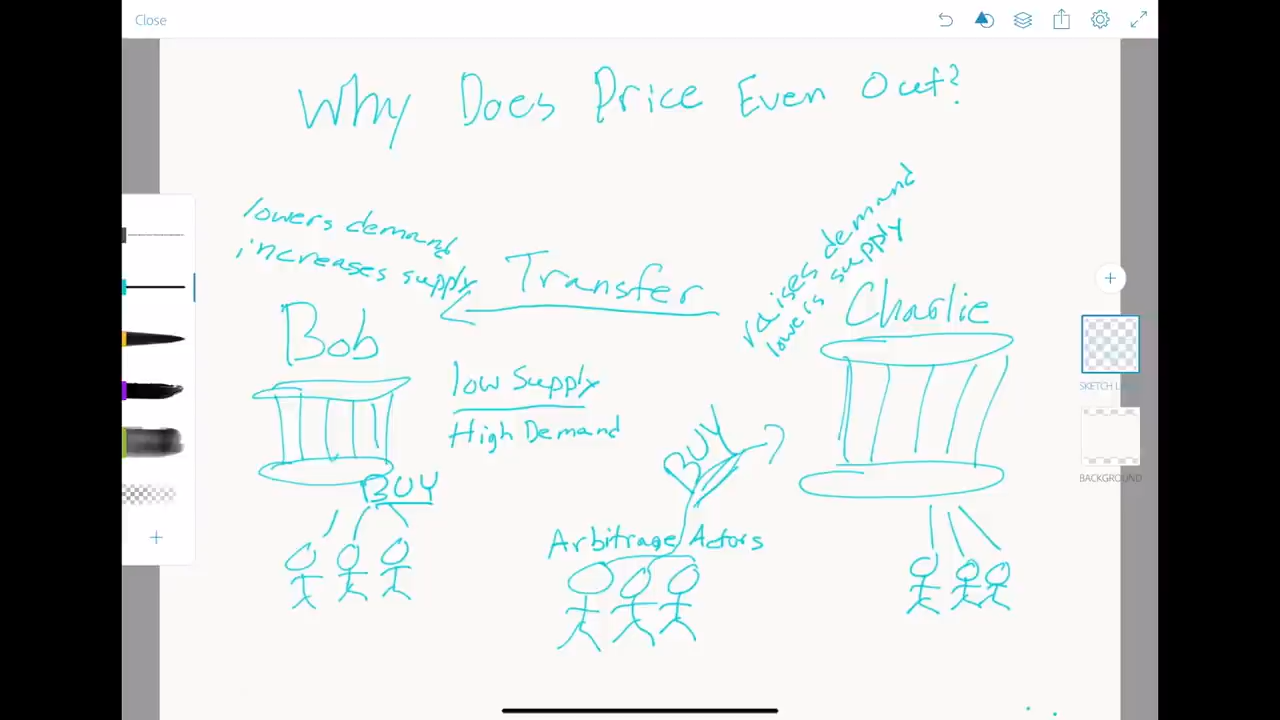 Close
Why Does Price Even Out?
lowers demand
increases supply
Transfer
raises demand
lowers supply
Bob
Charlie
low Supply
High Demand
BUY
BUY
Arbitrage Actors
SKETCH L
BACKGROUND